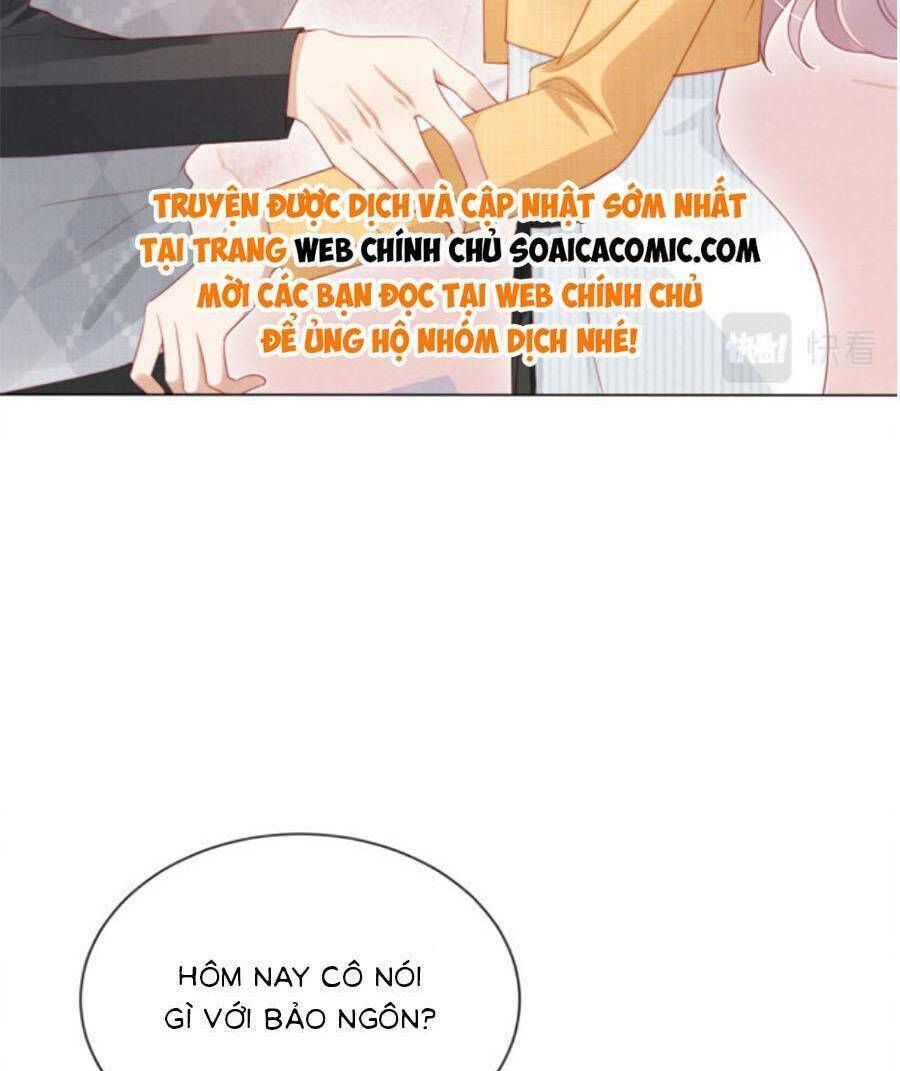 TRUYỆN ĐƯỢC DỊCH VÀ CẬP NHẬT SỚM NHẤT
TẠI TRANG WEB CHÍNH CHỦ SOAICACOMIC.COM
MỜI CÁC BẠN ĐỌC TẠI WEB CHÍNH CHỦ
ĐỂ ỦNG HỘ NHÓM DỊCH NHÉ!
快看! 快看
HÔM NAY CÔ NÓI
GÌ VỚI BẢO NGÔN?